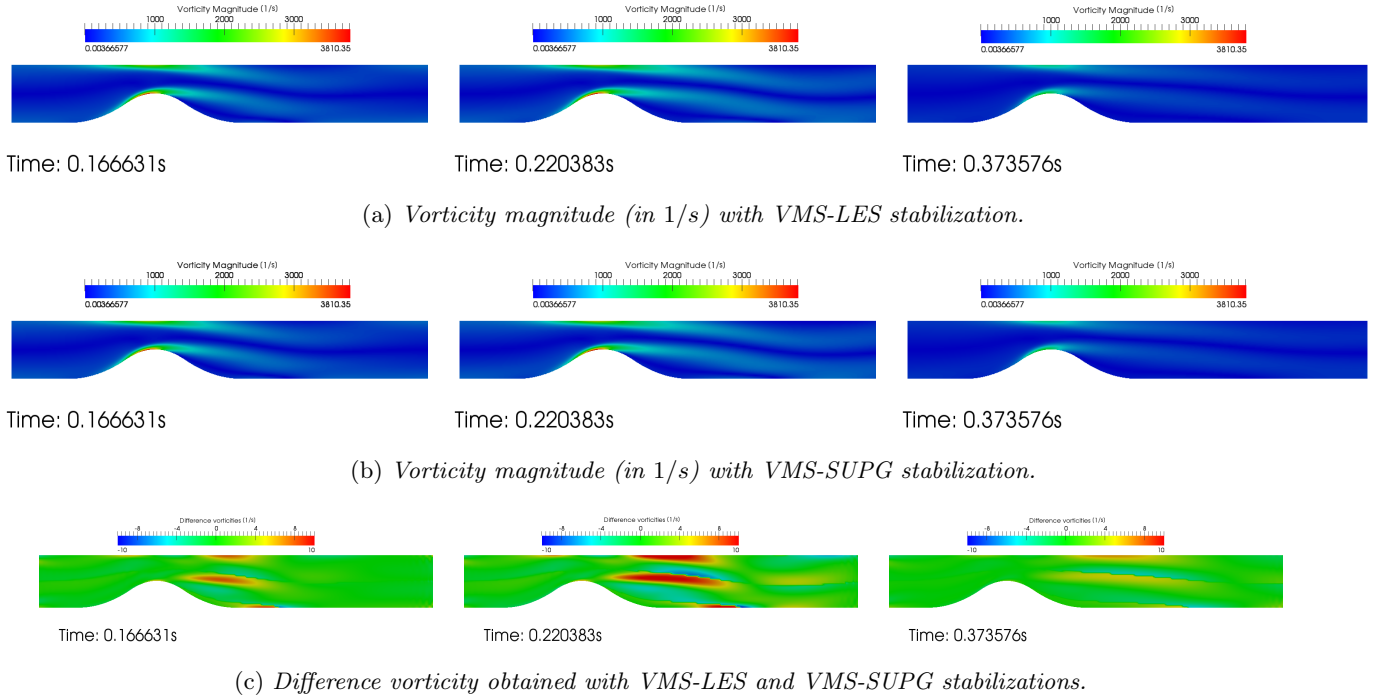 Vorticity Magnitude (1/s) Vorticity Magnitude (1/s) Vorticity Magnitude (1/s)
1000 2000 3000 1000 2000 3000 1000 2000 3000
0.00366577 3810.35 0.00366577 3810.35 0.00366577 3810.35
Time: 0.166631s Time: 0.220383s Time: 0.373576s
(a) Vorticity magnitude (in 1/s) with VMS-LES stabilization.
Vorticity Magnitude (1/s) Vorticity Magnitude (1/s) Vorticity Magnitude (1/s)
1000 2000 3000 1000 2000 3000 1000 2000 3000
0.00366577 3810.35 0.00366577 3810.35 0.00366577 3810.35
Time: 0.166631s Time: 0.220383s Time: 0.373576s
(b) Vorticity magnitude (in 1/s) with VMS-SUPG stabilization.
Difference vorticities (1/s) Difference vorticities (1/s) Difference vorticities (1/s)
-8 -4 0 4 8 -8 -4 0 4 8 -8 -4 0 4 8
-10 10 -10 10 -10 10
Time: 0.166631s Time: 0.220383s Time: 0.373576s
(c) Difference vorticity obtained with VMS-LES and VMS-SUPG stabilizations.